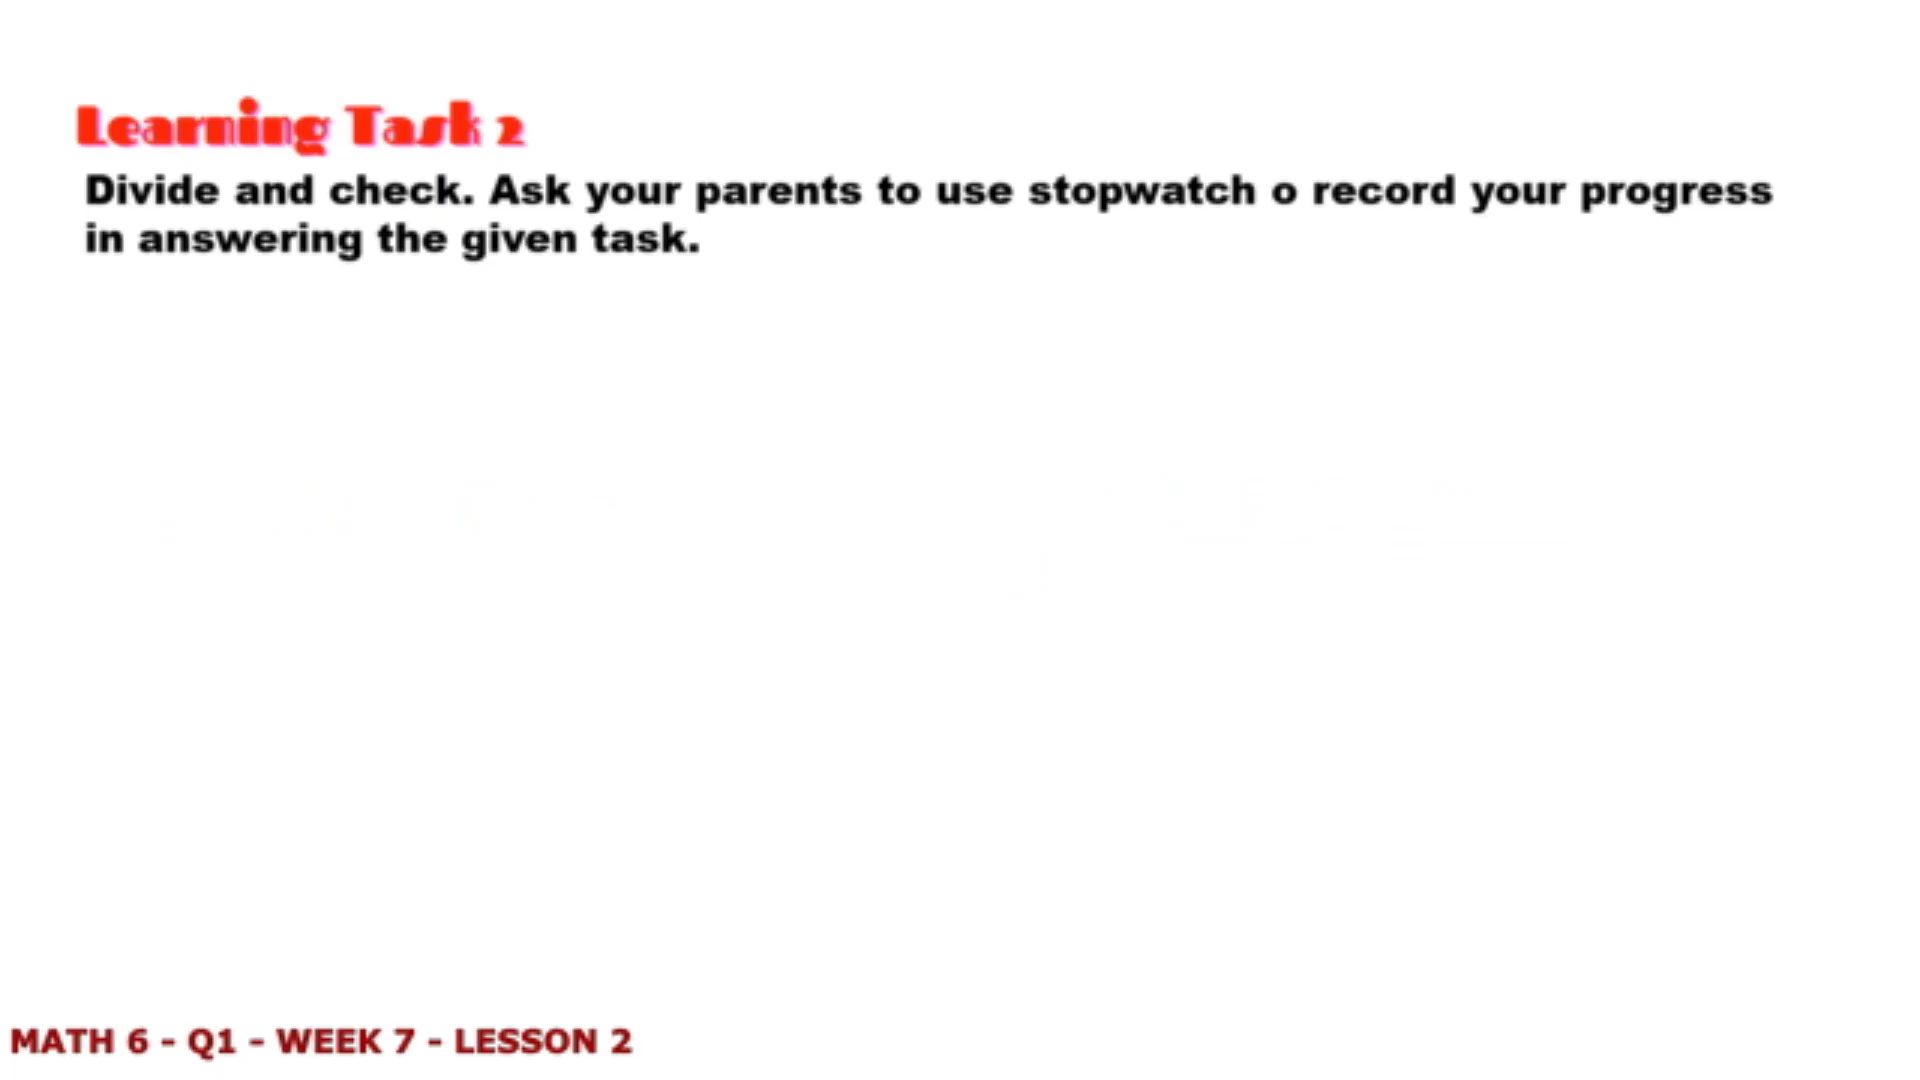 Learning Task 2
Divide and check. Ask your parents to use stopwatch o record your progress
in answering the given task.
MATH 6 - Q1 - WEEK 7 - LESSON 2